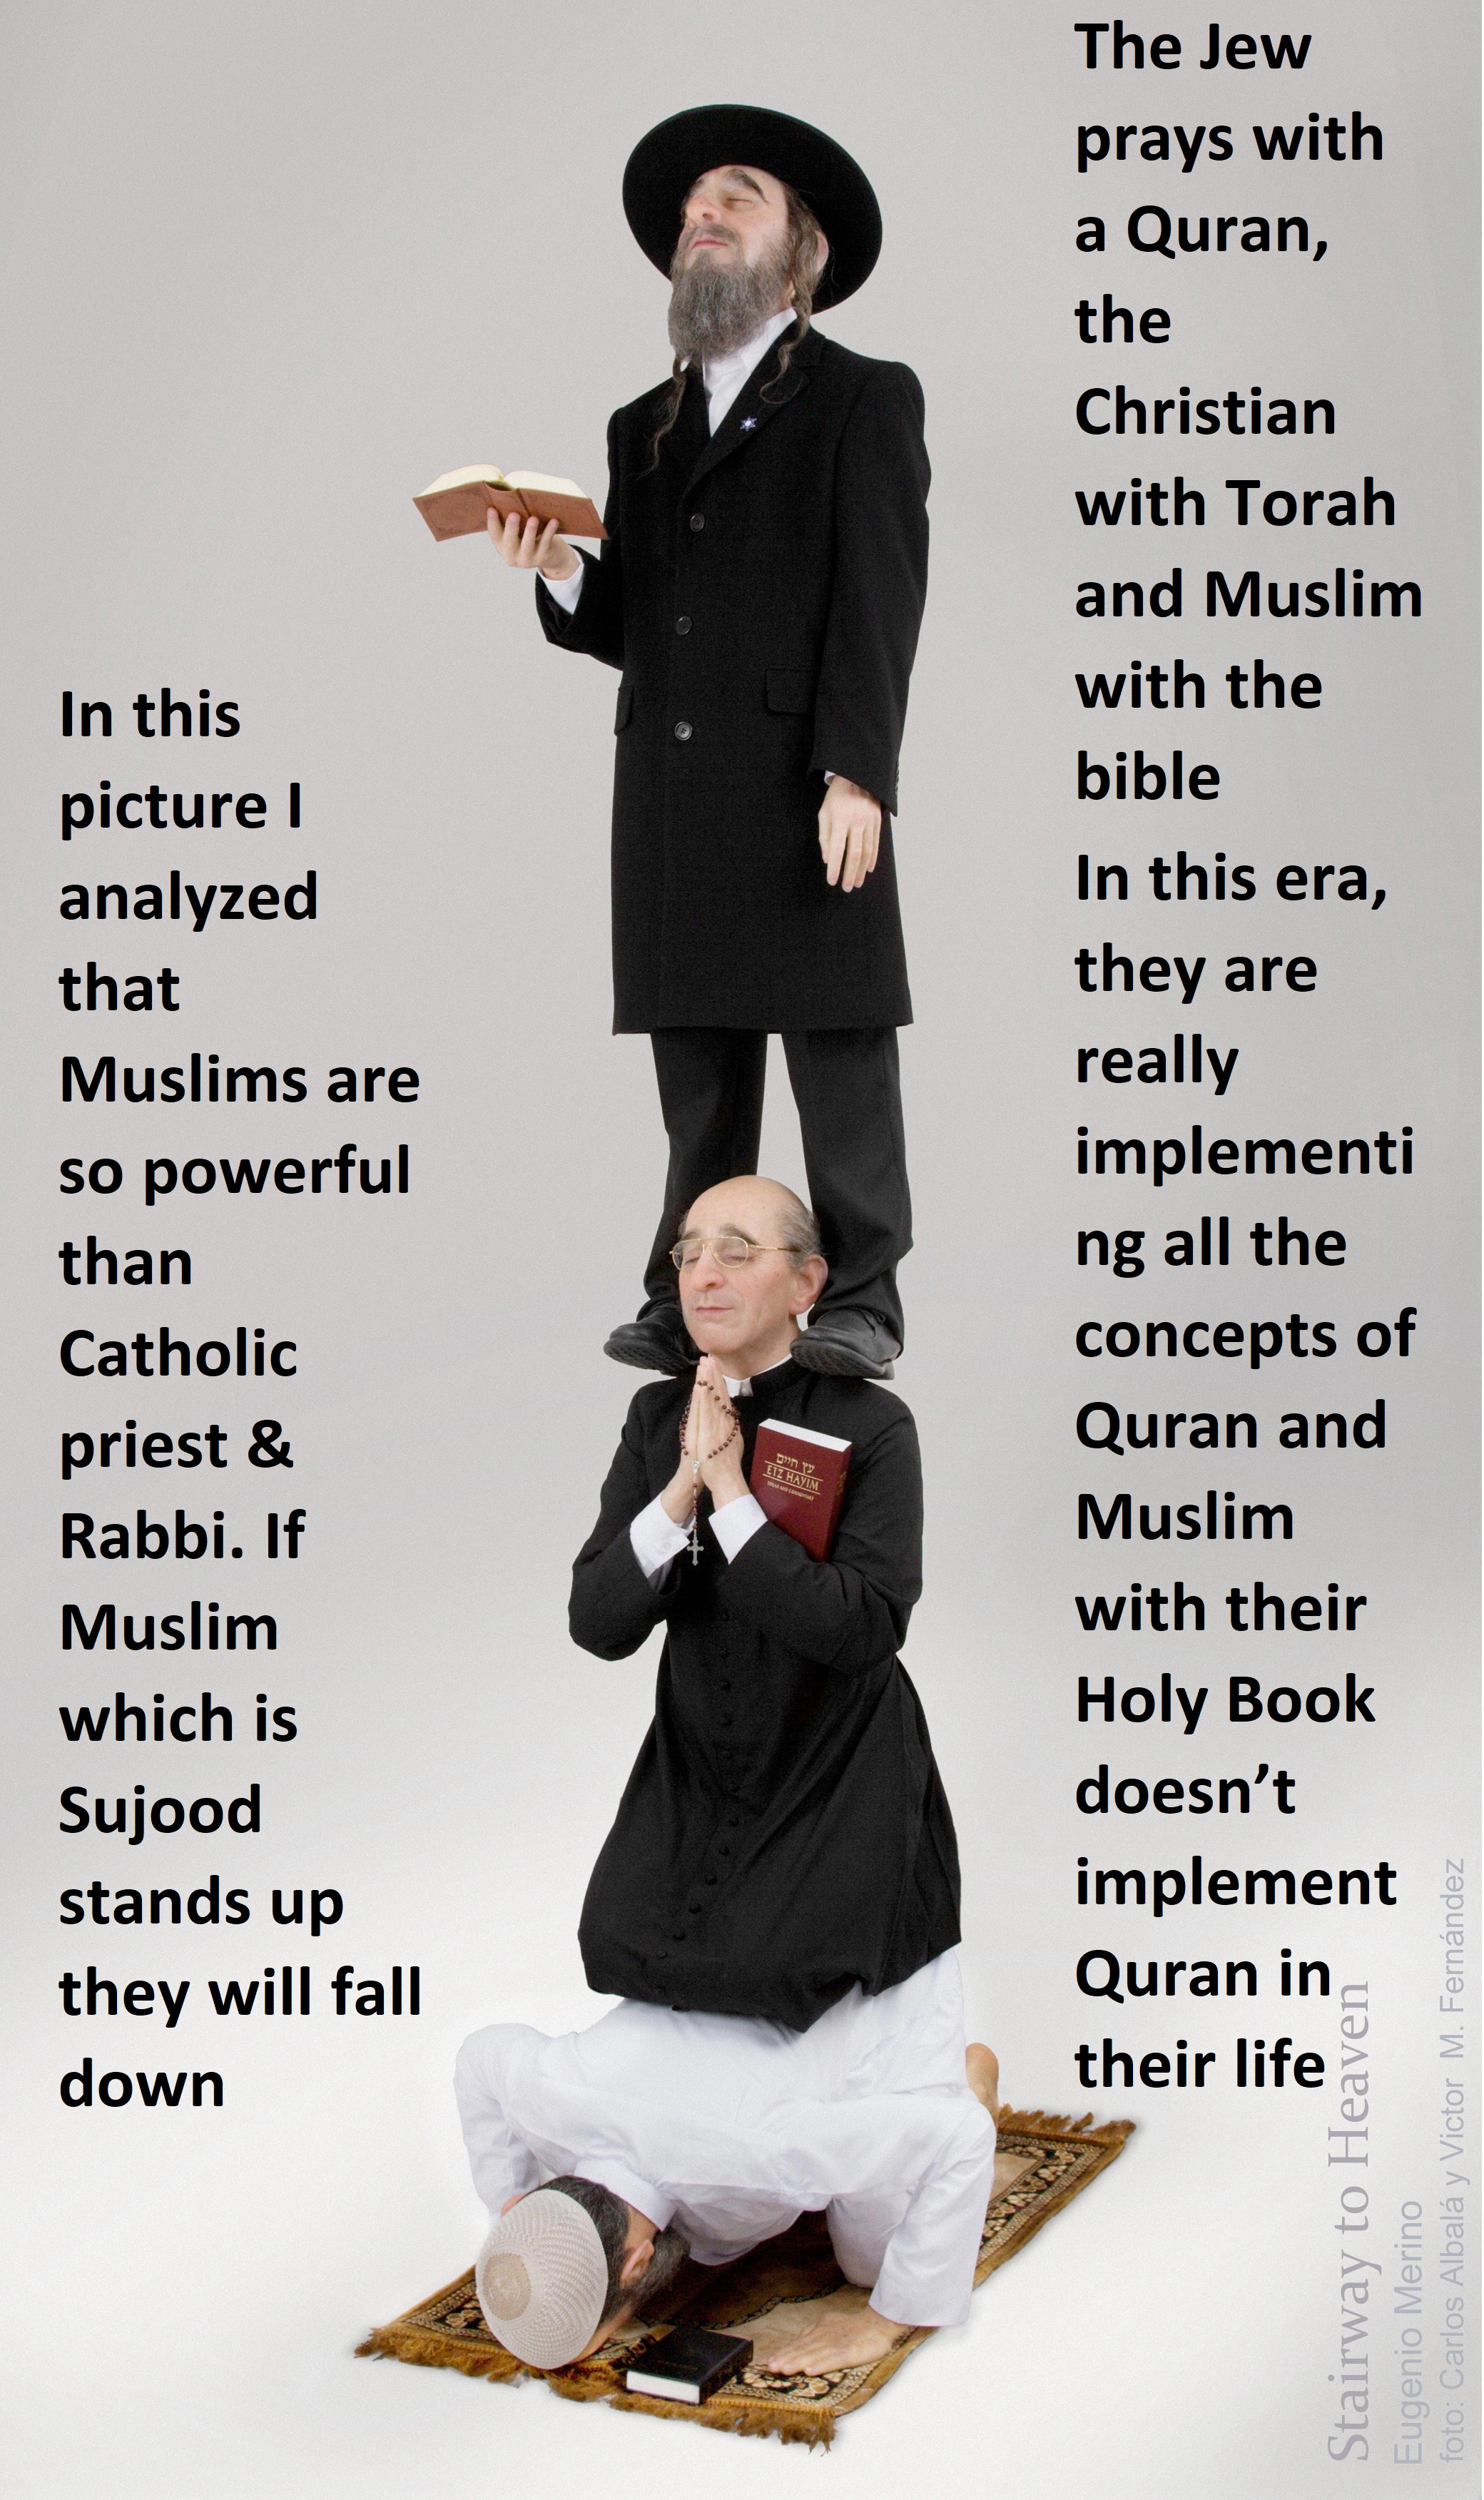 In this
picture I
analyzed
that
Muslims are
so powerful
than
Catholic
priest &
Rabbi. If
Muslim
which is
Sujood
stands up
they will fall
down
The Jew
prays with
a Quran,
the
Christian
with Torah
and Muslim
with the
bible
In this era,
they are
really
implementi
ng all the
concepts of
Quran and
Muslim
with their
Holy Book
doesn’t
implement
Quran in
their life
עץ חיים
ETZ HAYIM
Stairway to Heaven
Eugenio Merino
foto: Carlos Albalá y Victor M. Fernández